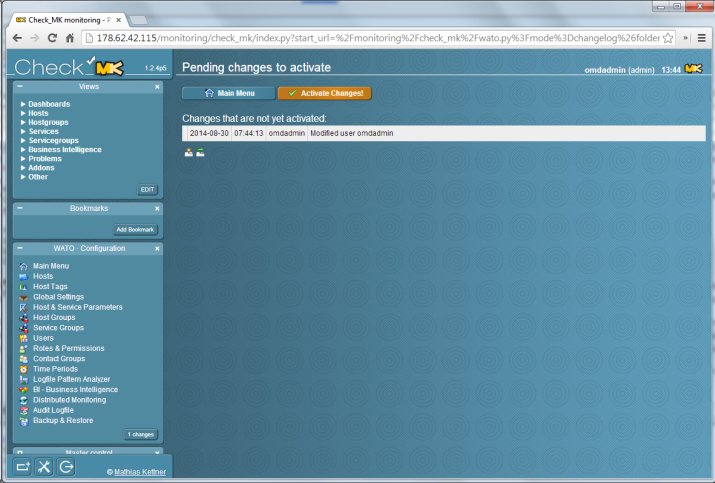 Check_MK monitoring - P
178.62.42.115/monitoring/check_mk/index.py?start_url=%2Fmonitoring%2Fcheck_mk%2Fwato.py%3Fmode%3Dchangelog%26folder
Check MK 1.2.4p5
Pending changes to activate
omdadmin (admin) 13:44
Views
Dashboards
Hosts
Hostgroups
Services
Servicegroups
Business Intelligence
Problems
Addons
Other
EDIT
Bookmarks
Add Bookmark
WATO · Configuration
Main Menu
Hosts
Host Tags
Global Settings
Host & Service Parameters
Host Groups
Service Groups
Users
Roles & Permissions
Contact Groups
Time Periods
Logfile Pattern Analyzer
BI - Business Intelligence
Distributed Monitoring
Audit Logfile
Backup & Restore
1 changes
Master control
© Mathias Kettner
Main Menu
Activate Changes!
Changes that are not yet activated:
2014-08-30 07:44:13 omdadmin Modified user omdadmin